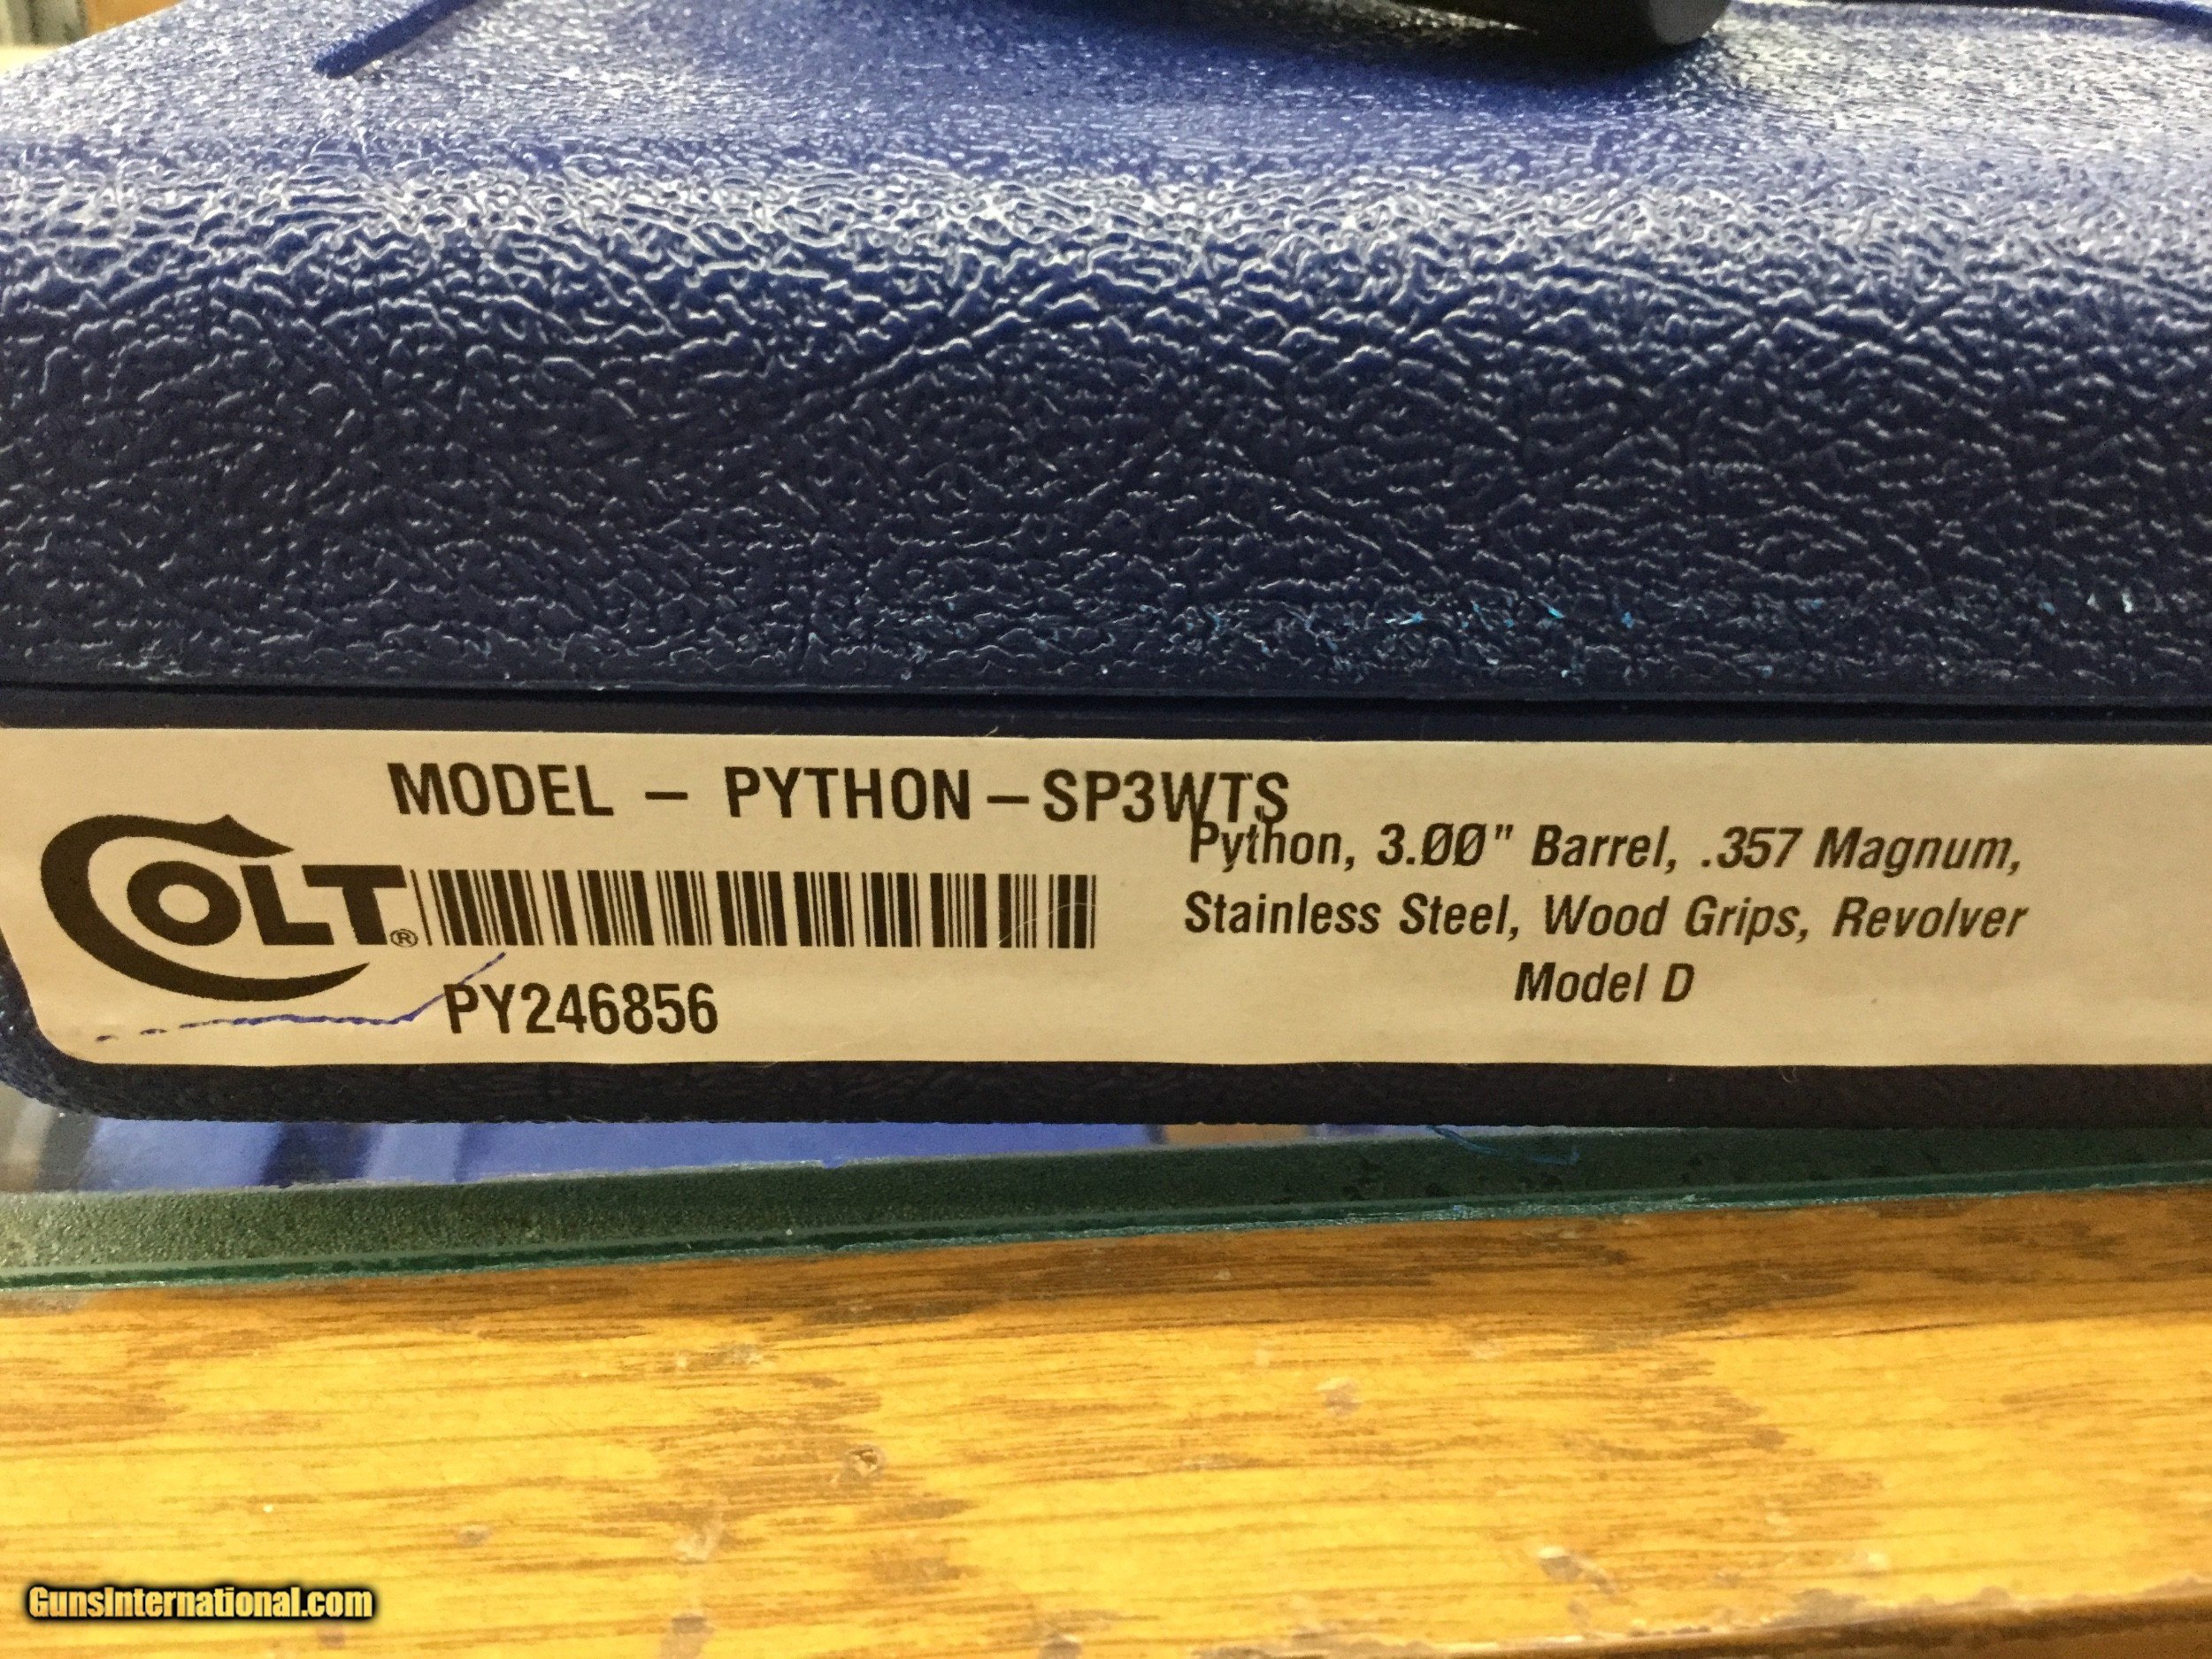 MODEL – PYTHON – SP3WTS
COLT®
PY246856
Python, 3.00" Barrel, .357 Magnum,
Stainless Steel, Wood Grips, Revolver
Model D
GunsInternational.com